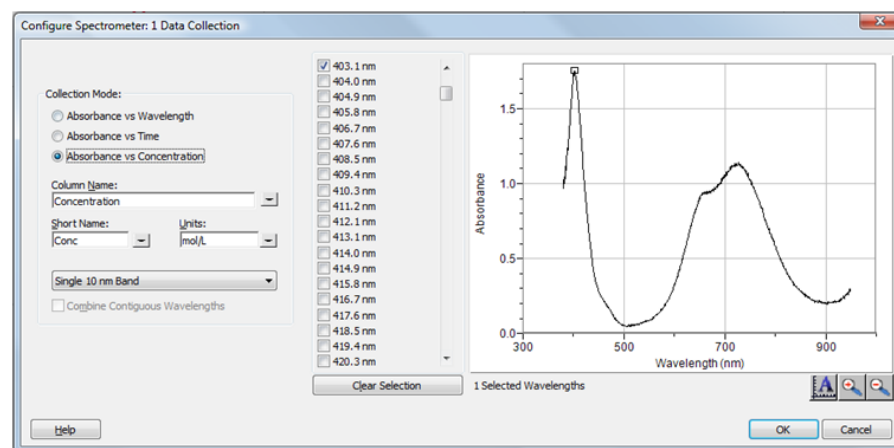 Configure Spectrometer: 1 Data Collection
Collection Mode:
Absorbance vs Wavelength
Absorbance vs Time
Absorbance vs Concentration
Column Name:
Concentration
Short Name:
Units:
Conc
mol/L
Single 10 nm Band
Combine Contiguous Wavelengths
403.1 nm
404.0 nm
404.9 nm
405.8 nm
406.7 nm
407.6 nm
408.5 nm
409.4 nm
410.3 nm
411.2 nm
412.1 nm
413.1 nm
414.0 nm
414.9 nm
415.8 nm
416.7 nm
417.6 nm
418.5 nm
419.4 nm
420.3 nm
Clear Selection
Absorbance
1.5
1.0
0.5
0.0
300
500
700
900
Wavelength (nm)
1 Selected Wavelengths
A
Help
OK
Cancel